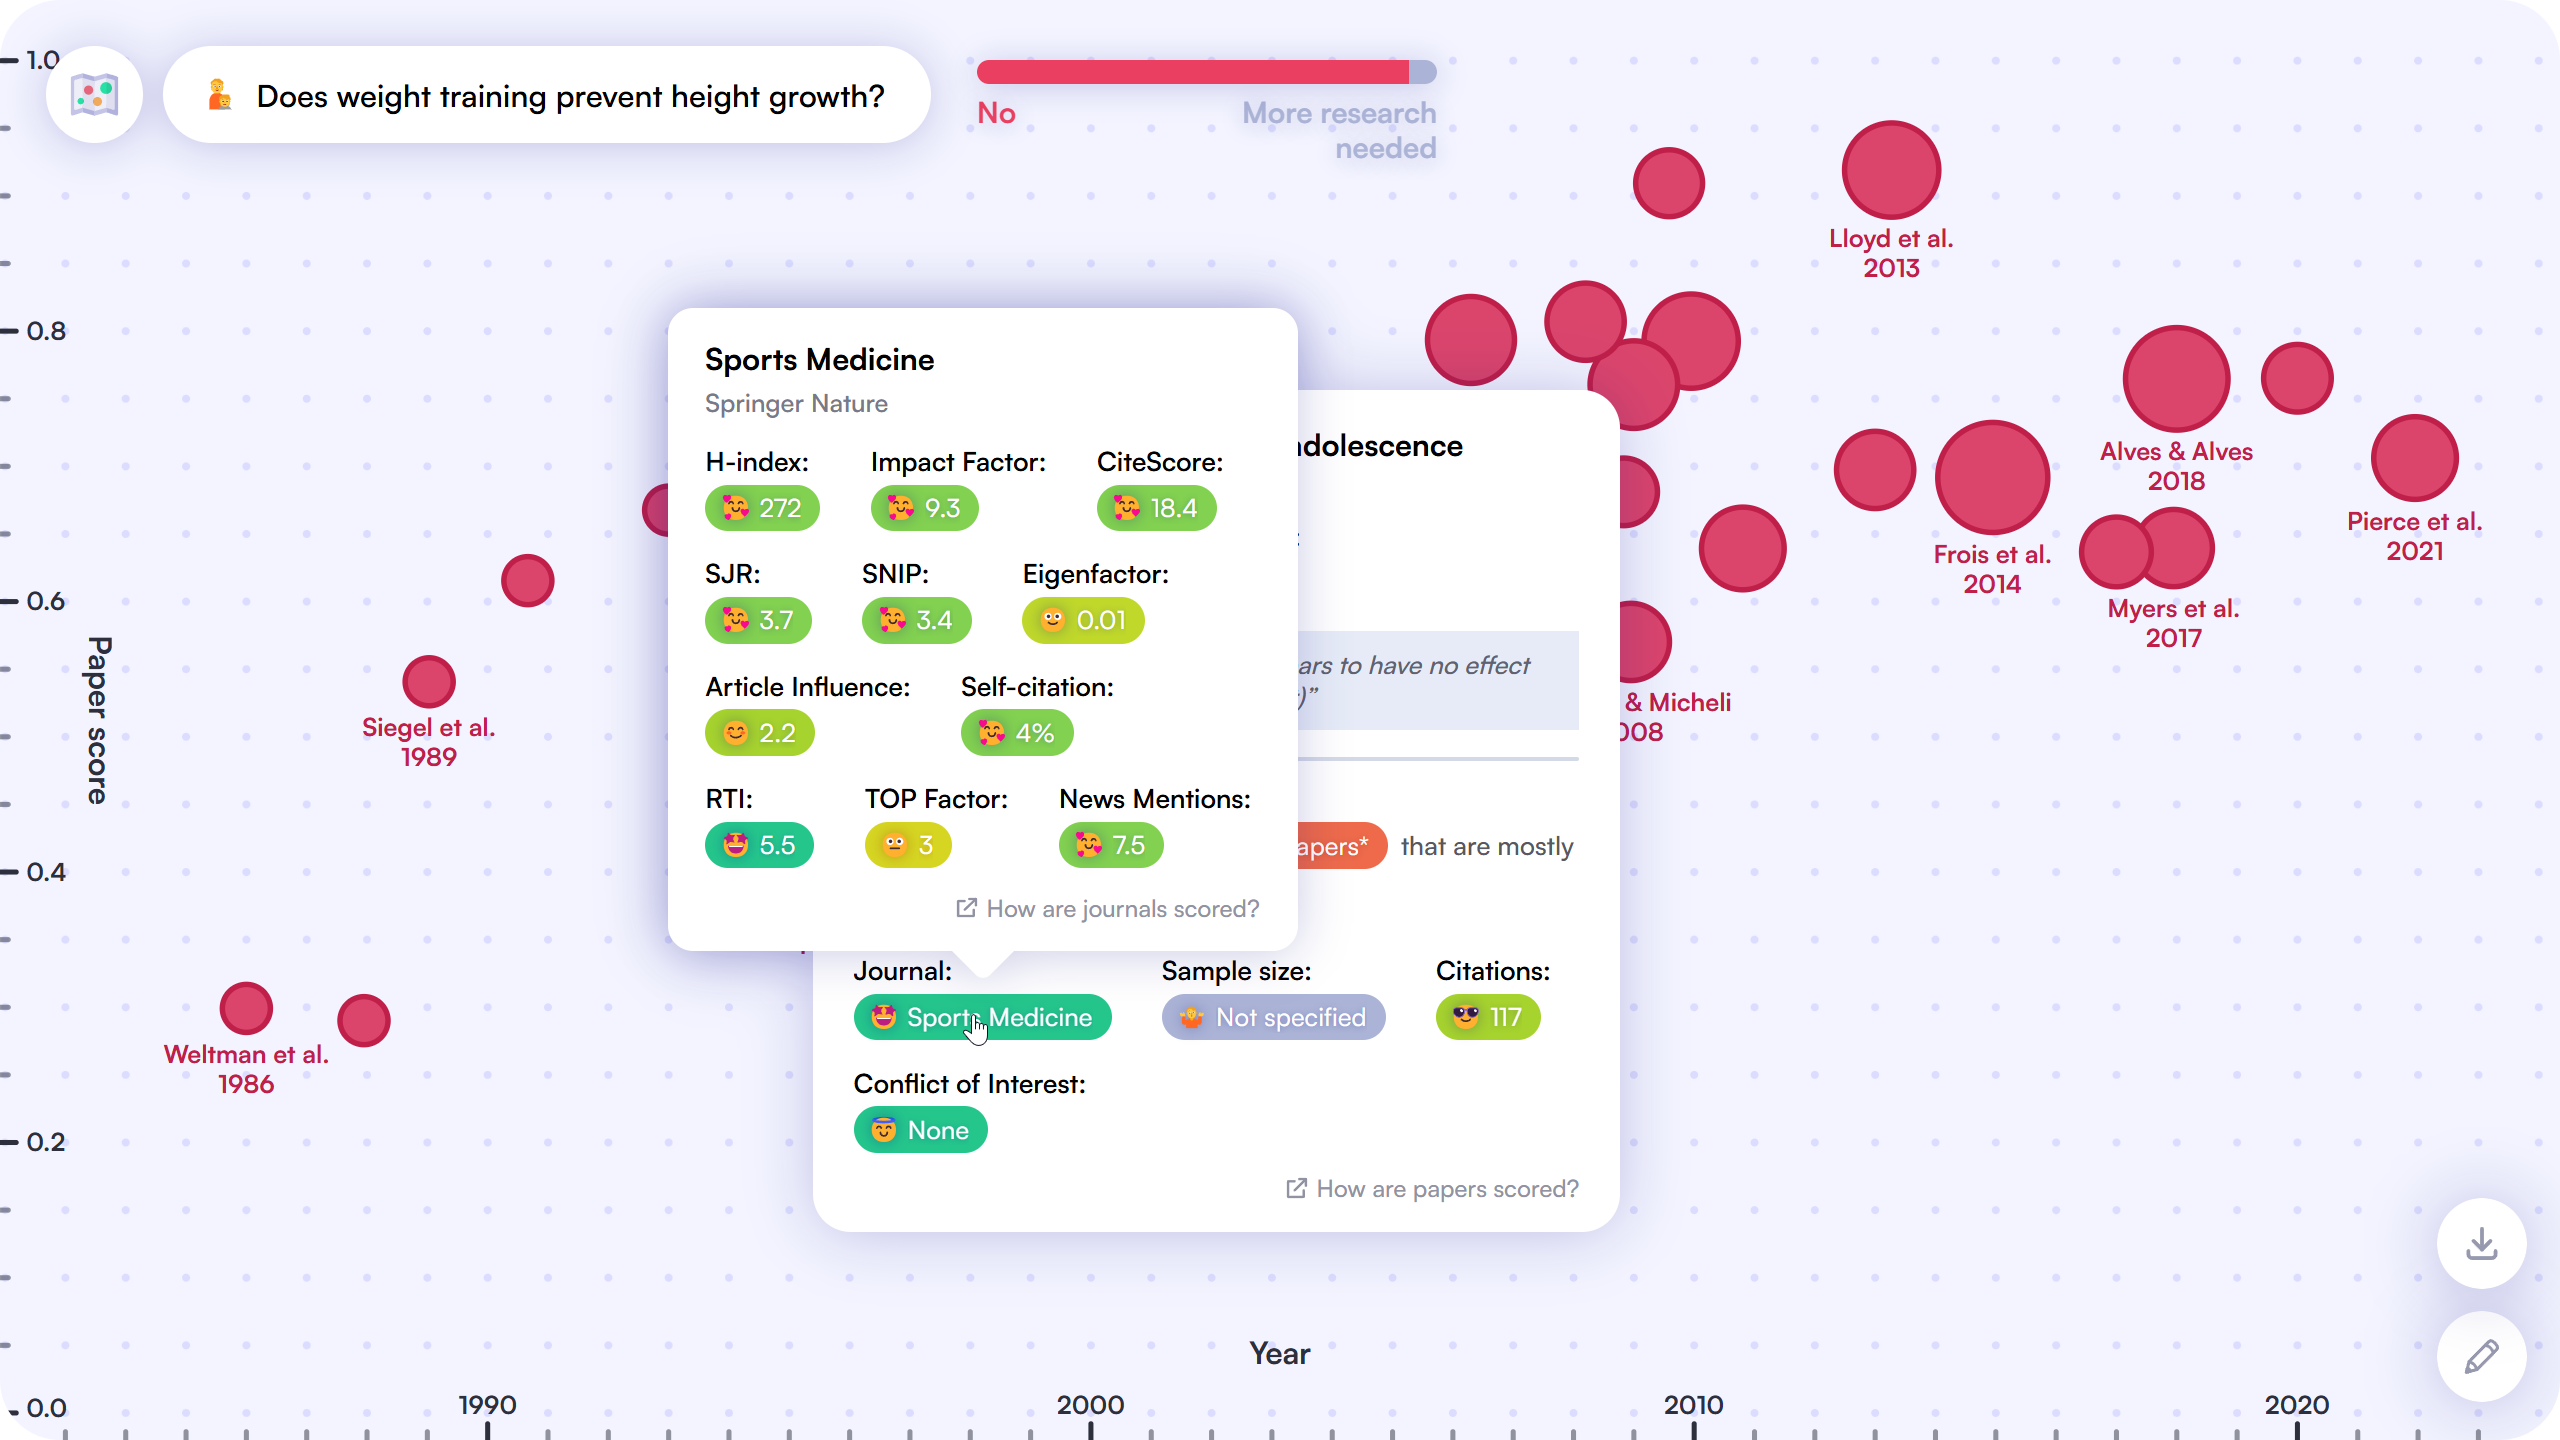 1.0
Does weight training prevent height growth?
No
More research
needed
Lloyd et al.
2013
0.8
Sports Medicine
Springer Nature
H-index:
Impact Factor:
CiteScore:
272
9.3
18.4
SJR:
SNIP:
Eigenfactor:
3.7
3.4
0.01
Article Influence:
Self-citation:
2.2
4%
RTI:
TOP Factor:
News Mentions:
5.5
3
7.5
How are journals scored?
ars to have no effect
)”
apers*
that are mostly
Journal:
Sample size:
Citations:
Sports Medicine
Not specified
117
Conflict of Interest:
None
How are papers scored?
Alves & Alves
2018
Pierce et al.
2021
Frois et al.
2014
Myers et al.
2017
& Micheli
008
0.6
Paper score
Siegel et al.
1989
0.4
Weltman et al.
1986
0.2
Year
0.0
1990
2000
2010
2020